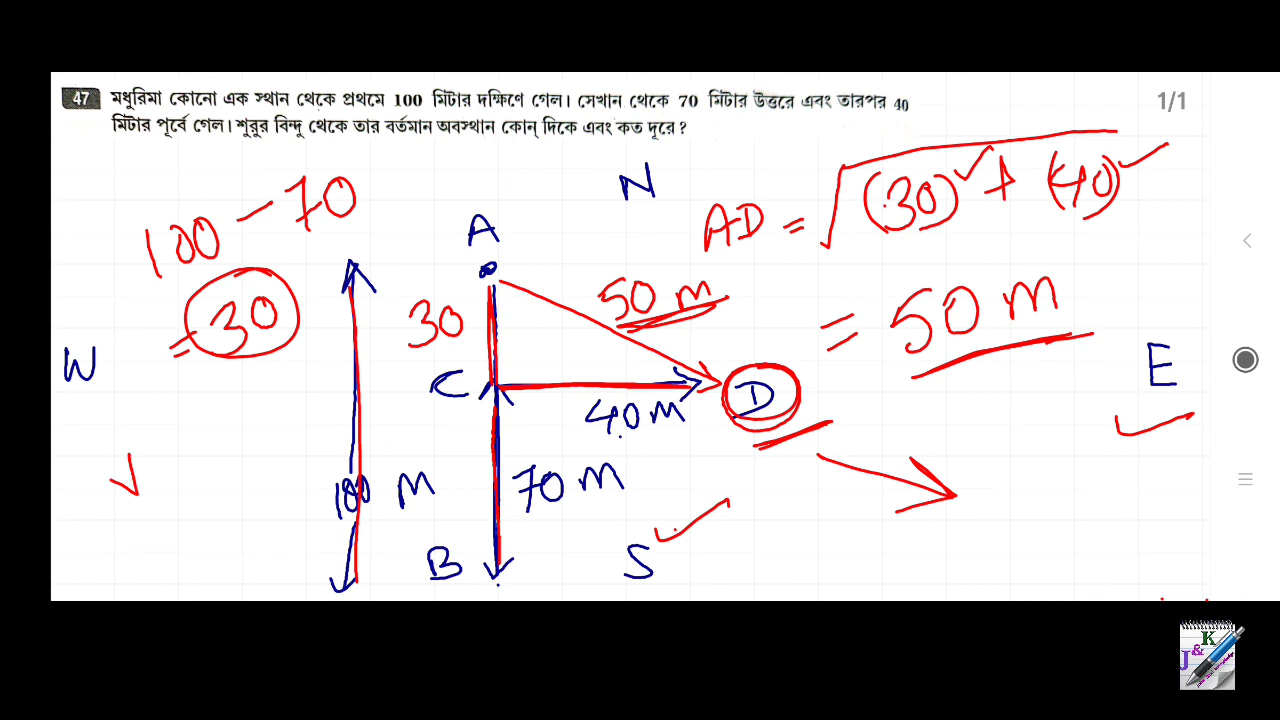 47 মধুরিমা কোনো এক স্থান থেকে প্রথমে 100 মিটার দক্ষিণে গেল। সেখান থেকে 70 মিটার উত্তরে এবং তারপর 40
মিটার পূর্বে গেল। শুরুর বিন্দু থেকে তার বর্তমান অবস্থান কোন্ দিকে এবং কত দূরে ?
1/1
N
100 - 70
= 30
A
AD = √(30)² + (40)²
= 50 m
50 m
30
W
E
C
D
40 M
100 M
70 M
B
S
J & K